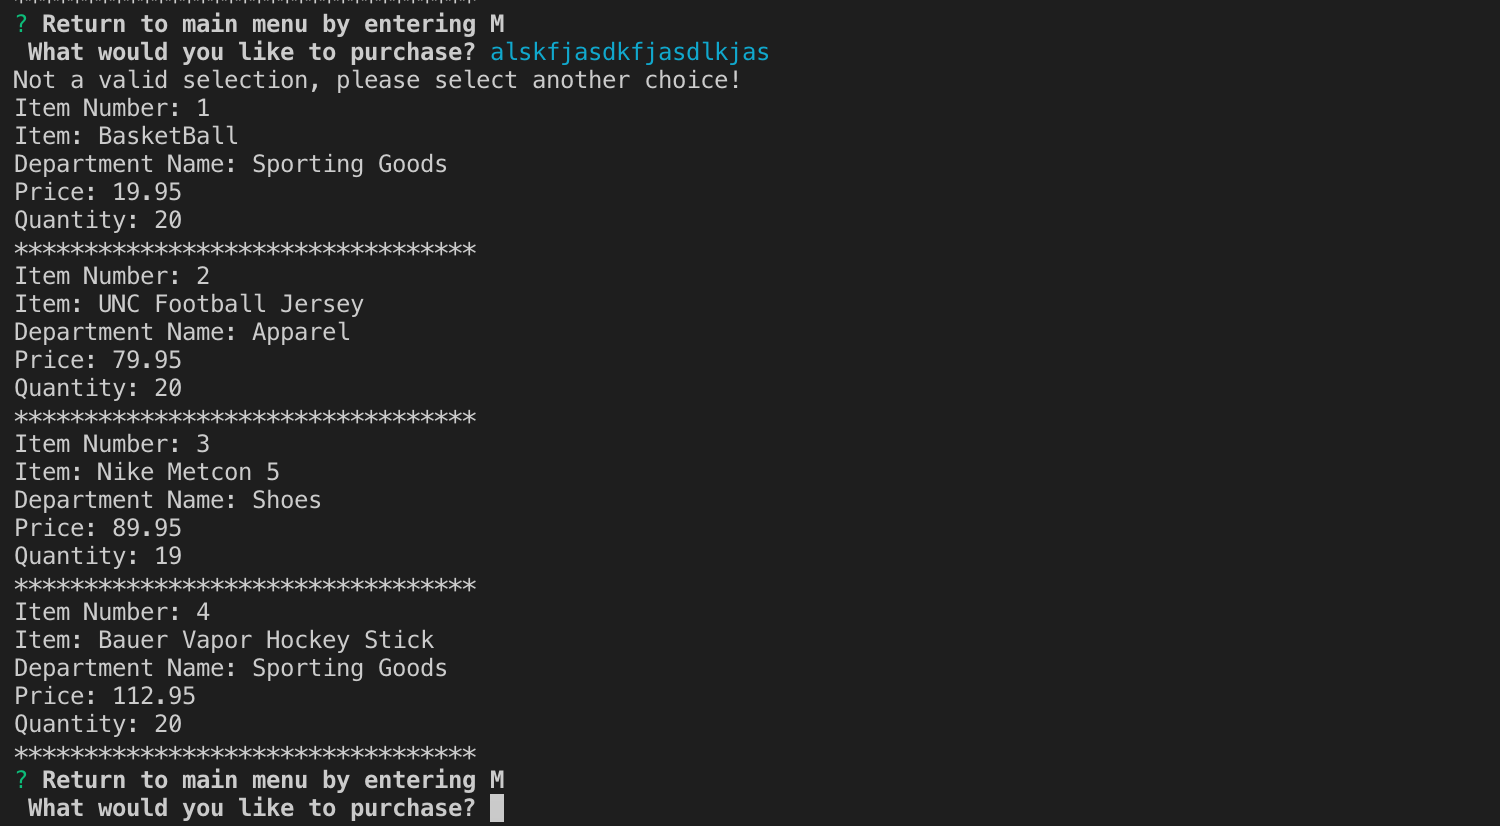 ? Return to main menu by entering M
What would you like to purchase? alskfjasdkfjasdlkjas
Not a valid selection, please select another choice!
Item Number: 1
Item: BasketBall
Department Name: Sporting Goods
Price: 19.95
Quantity: 20
*********************************
Item Number: 2
Item: UNC Football Jersey
Department Name: Apparel
Price: 79.95
Quantity: 20
*********************************
Item Number: 3
Item: Nike Metcon 5
Department Name: Shoes
Price: 89.95
Quantity: 19
*********************************
Item Number: 4
Item: Bauer Vapor Hockey Stick
Department Name: Sporting Goods
Price: 112.95
Quantity: 20
*********************************
? Return to main menu by entering M
What would you like to purchase?